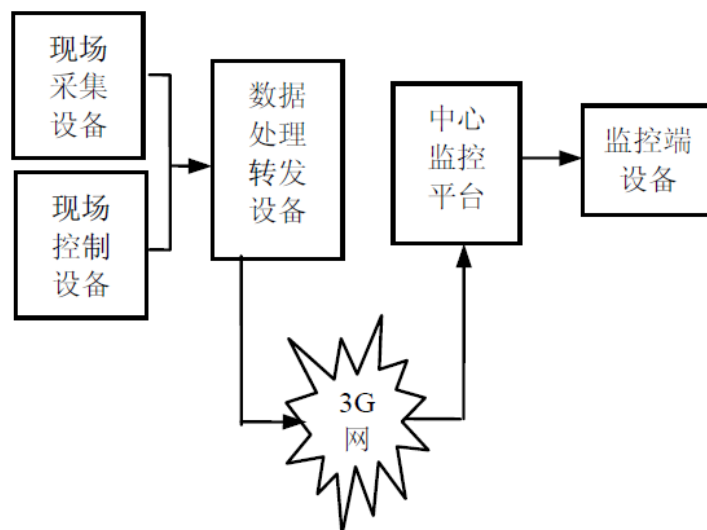 现场
采集
设备
现场
控制
设备
数据
处理
转发
设备
3G
网
中心
监控
平台
监控端
设备